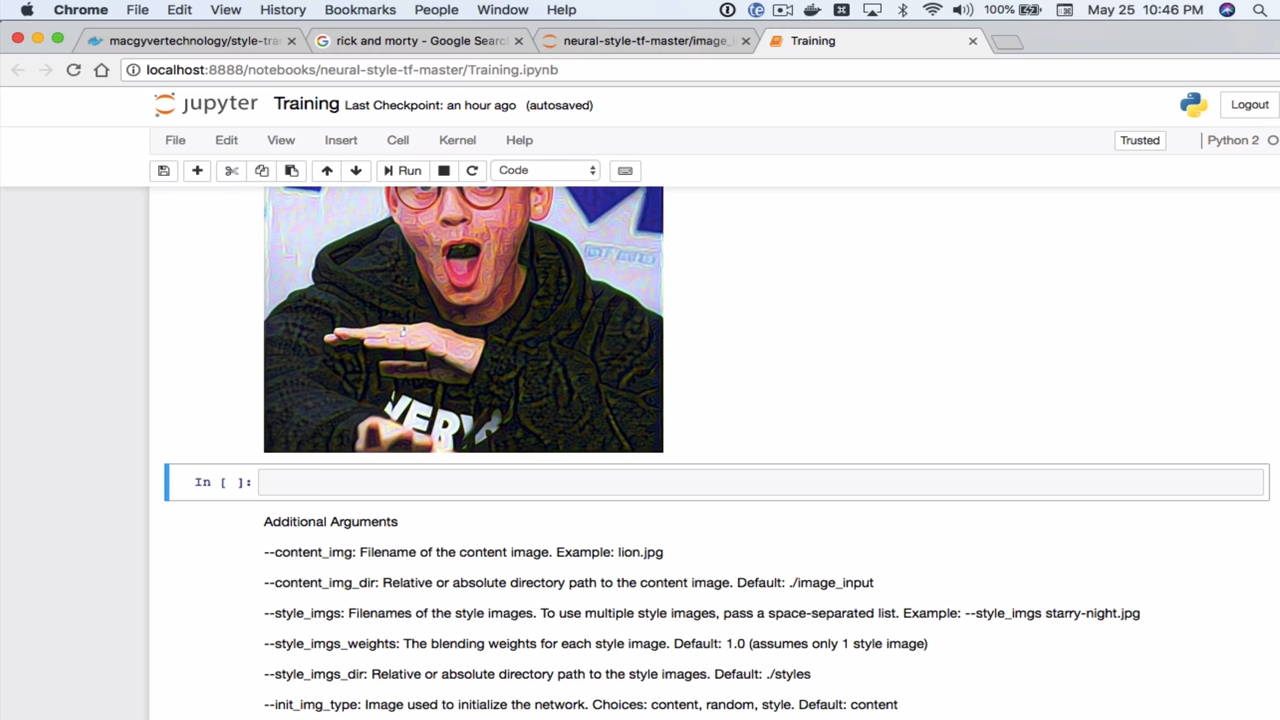 Chrome File Edit View History Bookmarks People Window Help 100% May 25 10:46 PM
macgyvertechnology/style-tra rick and morty - Google Searc neural-style-tf-master/image_i Training
localhost:8888/notebooks/neural-style-tf-master/Training.ipynb
jupyter Training Last Checkpoint: an hour ago (autosaved) Logout
File Edit View Insert Cell Kernel Help Trusted Python 2
Run Code
VERY
In [ ]:
Additional Arguments
--content_img: Filename of the content image. Example: lion.jpg
--content_img_dir: Relative or absolute directory path to the content image. Default: ./image_input
--style_imgs: Filenames of the style images. To use multiple style images, pass a space-separated list. Example: --style_imgs starry-night.jpg
--style_imgs_weights: The blending weights for each style image. Default: 1.0 (assumes only 1 style image)
--style_imgs_dir: Relative or absolute directory path to the style images. Default: ./styles
--init_img_type: Image used to initialize the network. Choices: content, random, style. Default: content